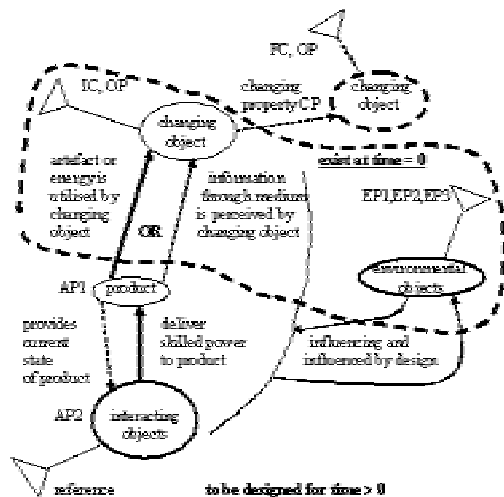 FC, OP
IC, OP
changing
property CP
changing
object
changing
object
exist at time = 0
artefact or
energy is
utilised by
changing
object
OR
information
through medium
is perceived by
changing object
EP1,EP2,EP3
environmental
objects
AP1
product
provides
current
state
of product
deliver
skilled power
to product
influencing and
influenced by design
AP2
interacting
objects
reference
to be designed for time > 0